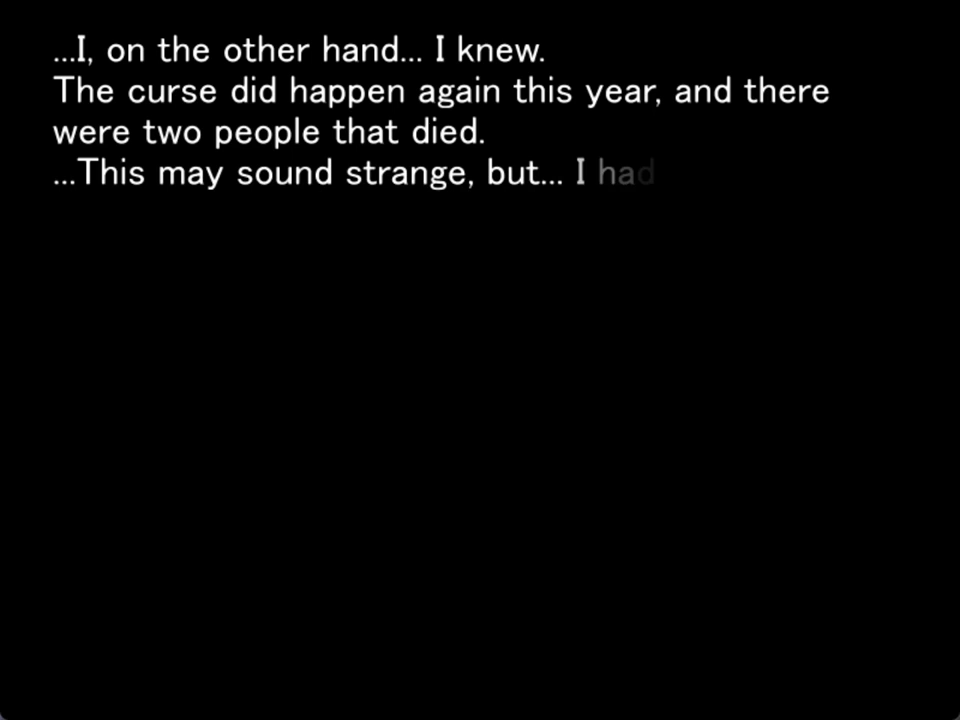 ...I, on the other hand... I knew.
The curse did happen again this year, and there
were two people that died.
...This may sound strange, but... I had